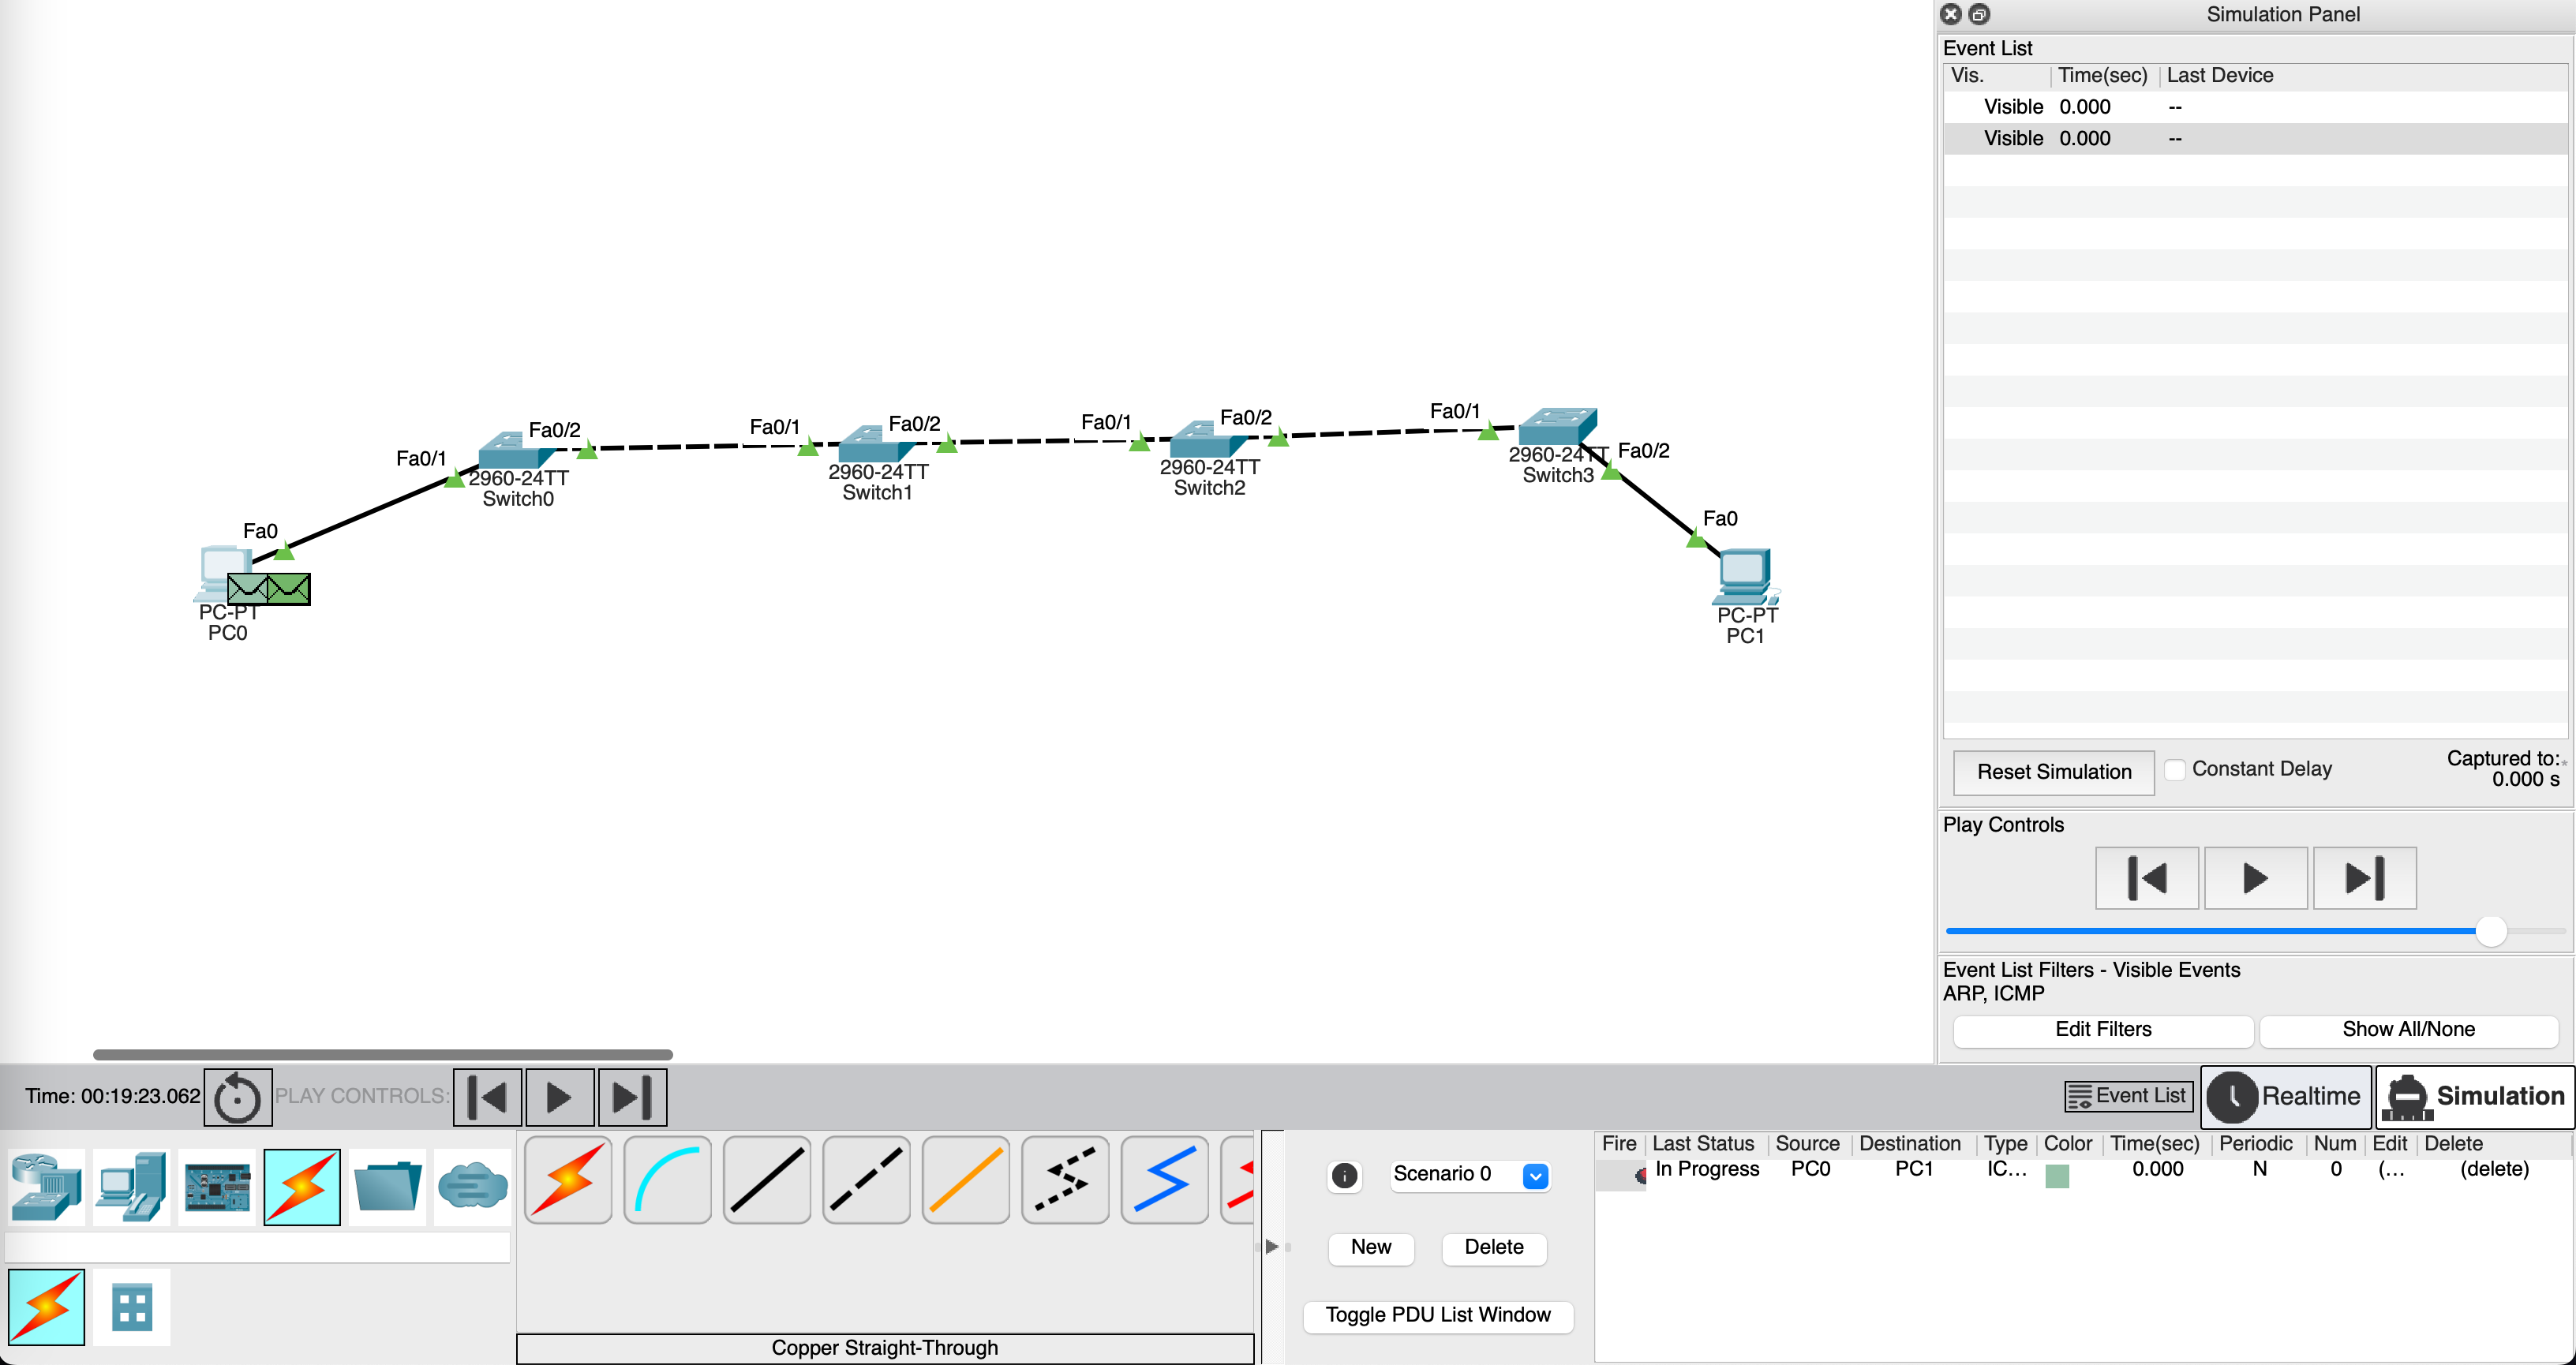 Simulation Panel
Event List
Vis. Time(sec) Last Device
Visible 0.000 --
Visible 0.000 --
Fa0/1
Fa0/2
Fa0/1
Fa0/2
Fa0/1
Fa0/2
Fa0/1
Fa0/2
2960-24TT
Switch0
2960-24TT
Switch1
2960-24TT
Switch2
2960-24TT
Switch3
Fa0
PC-PT
PC0
Fa0
PC-PT
PC1
Reset Simulation Constant Delay Captured to:*
0.000 s
Play Controls
Event List Filters - Visible Events
ARP, ICMP
Edit Filters Show All/None
Time: 00:19:23.062 PLAY CONTROLS: Event List Realtime Simulation
Scenario 0
New Delete
Toggle PDU List Window
Copper Straight-Through
Fire Last Status Source Destination Type Color Time(sec) Periodic Num Edit Delete
In Progress PC0 PC1 IC... 0.000 N 0 (... (delete)